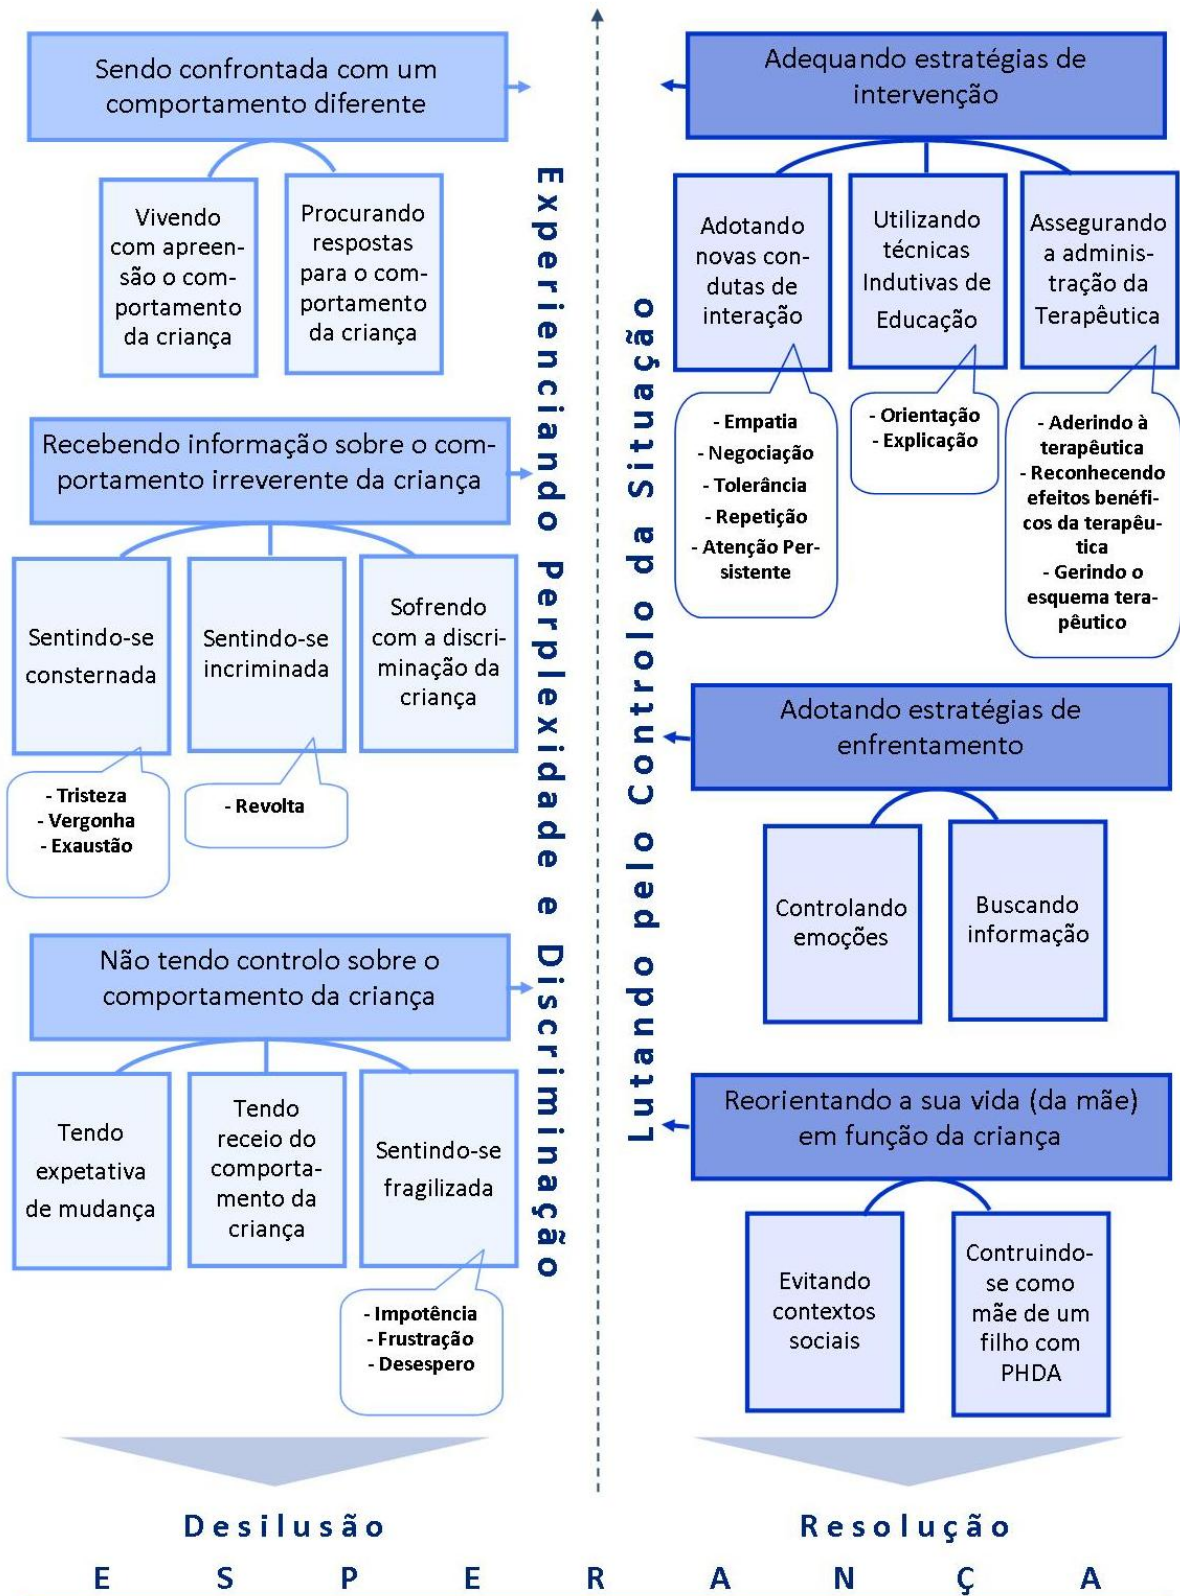 Sendo confrontada com um
comportamento diferente
Vivendo
com apreen-
são o com-
portamento
da criança
Procurando
respostas
para o com-
portamento
da criança
Recebendo informação sobre o com-
portamento irreverente da criança
Sentindo-se
consternada
Sentindo-se
incriminada
Sofrendo
com a discri-
minação da
criança
- Tristeza
- Vergonha
- Exaustão
- Revolta
Não tendo controlo sobre o
comportamento da criança
Tendo
expetativa
de mudança
Tendo
receio do
comporta-
mento da
criança
Sentindo-se
fragilizada
- Impotência
- Frustração
- Desespero
Experienciando Perplexidade e Discriminação
Lutando pelo Controlo da Situação
Adequando estratégias de
intervenção
Adotando
novas con-
dutas de
interação
Utilizando
técnicas
Indutivas de
Educação
Assegurando
a adminis-
tração da
Terapêutica
- Empatia
- Negociação
- Tolerância
- Repetição
- Atenção Per-
sistente
- Orientação
- Explicação
- Aderindo à
terapêutica
- Reconhecendo
efeitos benéfi-
cos da terapêu-
tica
- Gerindo o
esquema tera-
pêutico
Adotando estratégias de
enfrentamento
Controlando
emoções
Buscando
informação
Reorientando a sua vida (da mãe)
em função da criança
Evitando
contextos
sociais
Contruindo-
se como
mãe de um
filho com
PHDA
Desilusão
Resolução
E S P E R A N Ç A